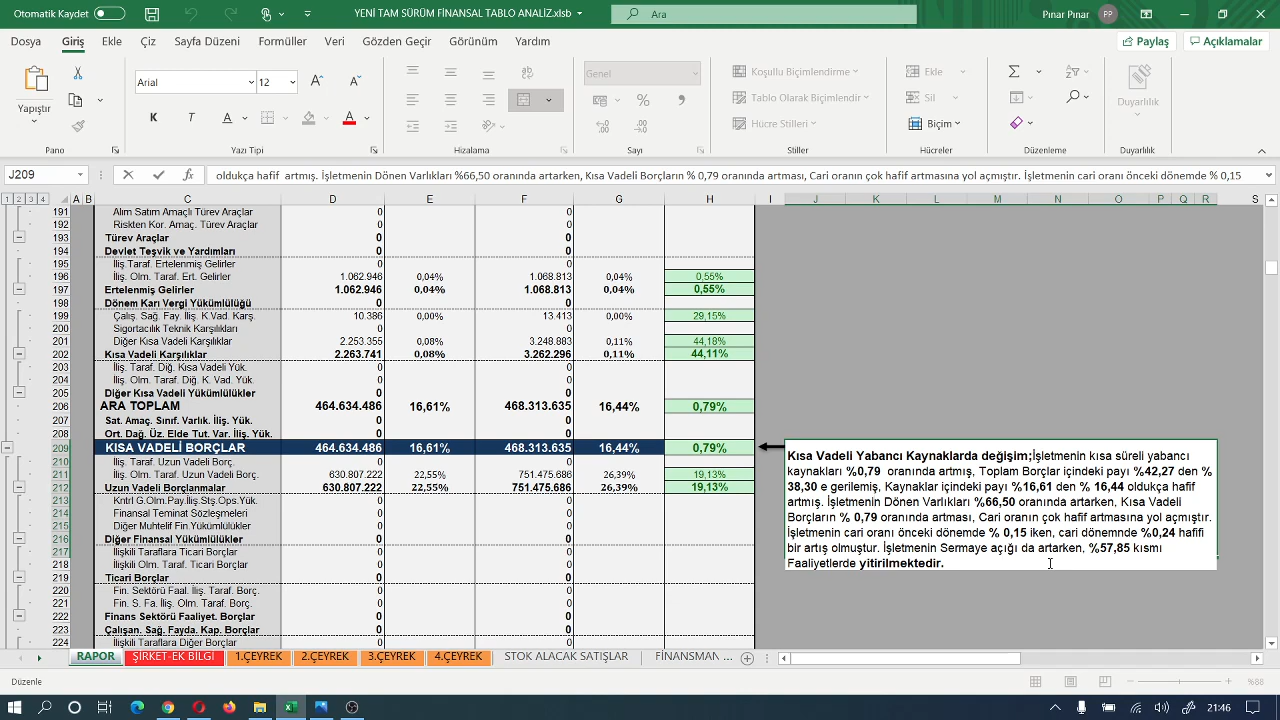 Otomatik Kaydet
YENİ TAM SÜRÜM FİNANSAL TABLO ANALİZ.xlsb
Ara
Pınar Pınar
PP
Dosya Giriş Ekle Çiz Sayfa Düzeni Formüller Veri Gözden Geçir Görünüm Yardım
Paylaş
Açıklamalar
Yapıştır
Arial 12
K T A
Genel
Koşullu Biçimlendirme
Tablo Olarak Biçimlendir
Hücre Stilleri
Ekle
Sil
Biçim
Duyarlılık
Pano Yazı Tipi Hizalama Sayı Stiller Hücreler Düzenleme Duyarlılık
J209
oldukça hafif artmış. İşletmenin Dönen Varlıkları %66,50 oranında artarken, Kısa Vadeli Borçların % 0,79 oranında artması, Cari oranın çok hafif artmasına yol açmıştır. İşletmenin cari oranı önceki dönemde % 0,15
1 2 3 4 A B C D E F G H I J K L M N O P Q R S
191 Alım Satım Amaçlı Türev Araçlar 0 0
192 Riskten Kor. Amaç. Türev Araçlar 0 0
193 Türev Araçlar 0 0
194 Devlet Teşvik ve Yardımları 0 0
195 İliş.Taraf. Ertelenmiş Gelirler 0 0
196 İliş. Olm. Taraf. Ert. Gelirler 1.062.946 0,04% 1.068.813 0,04% 0,55%
197 Ertelenmiş Gelirler 1.062.946 0,04% 1.068.813 0,04% 0,55%
198 Dönem Karı Vergi Yükümlülüğü 0 0
199 Çalış. Sağ. Fay. İliş. K.Vad. Karş. 10.386 0,00% 13.413 0,00% 29,15%
200 Sigortacılık Teknik Karşılıkları 0 0
201 Diğer Kısa Vadeli Karşılıklar 2.253.355 0,08% 3.248.883 0,11% 44,18%
202 Kısa Vadeli Karşılıklar 2.263.741 0,08% 3.262.296 0,11% 44,11%
203 İliş. Taraf. Diğ. Kısa Vad. Yük. 0 0
204 İliş. Olm. Taraf. Diğ. K. Vad. Yük. 0 0
205 Diğer Kısa Vadeli Yükümlülükler 0 0
206 ARA TOPLAM 464.634.486 16,61% 468.313.635 16,44% 0,79%
207 Sat. Amaç. Sınıf. Varlık. İliş. Yük. 0 0
208 Ort. Dağ. Üz. Elde Tut. Var. İliş. Yük. 0 0
209 KISA VADELİ BORÇLAR 464.634.486 16,61% 468.313.635 16,44% 0,79%
210 İliş. Taraf. Uzun Vadeli Borç. 0 0
211 İliş. Olm. Taraf. Uzun Vadeli Borç. 630.807.222 22,55% 751.475.686 26,39% 19,13%
212 Uzun Vadeli Borçlanmalar 630.807.222 22,55% 751.475.686 26,39% 19,13%
213 Kntrl G.Olm.Pay.İliş.Stş.Ops.Yük. 0 0
214 Finansal Teminat Sözleşmeleri 0 0
215 Diğer Muhtelif Fin Yükümlülükler 0 0
216 Diğer Finansal Yükümlülükler 0 0
217 İlişkili Taraflara Ticari Borçlar 0 0
218 İliş. Olm. Taraf. Ticari Borçlar 0 0
219 Ticari Borçlar 0 0
220 Fin. Sektörü Faal. İliş. Taraf. Borç. 0 0
221 Fin. S. Fa. İliş. Olm. Taraf. Borç. 0 0
222 Finans Sektörü Faaliyet. Borçlar 0 0
223 Çalışan. Sağ. Fayda. Kap. Borçlar 0 0
224 İlişkili Taraflara Diğer Borçlar 0 0
Kısa Vadeli Yabancı Kaynaklarda değişim;İşletmenin kısa süreli yabancı
kaynakları %0,79 oranında artmış, Toplam Borçlar içindeki payı %42,27 den %
38,30 e gerilemiş, Kaynaklar içindeki payı %16,61 den % 16,44 oldukça hafif
artmış. İşletmenin Dönen Varlıkları %66,50 oranında artarken, Kısa Vadeli
Borçların % 0,79 oranında artması, Cari oranın çok hafif artmasına yol açmıştır.
İşletmenin cari oranı önceki dönemde % 0,15 iken, cari dönemnde %0,24 hafifi
bir artış olmuştur. İşletmenin Sermaye açığı da artarken, %57,85 kısmı
Faaliyetlerde yitirilmektedir.
RAPOR ŞİRKET-EK BİLGİ 1.ÇEYREK 2.ÇEYREK 3.ÇEYREK 4.ÇEYREK STOK ALACAK SATIŞLAR FİNANSMAN ...
Düzenle
%88
21:46